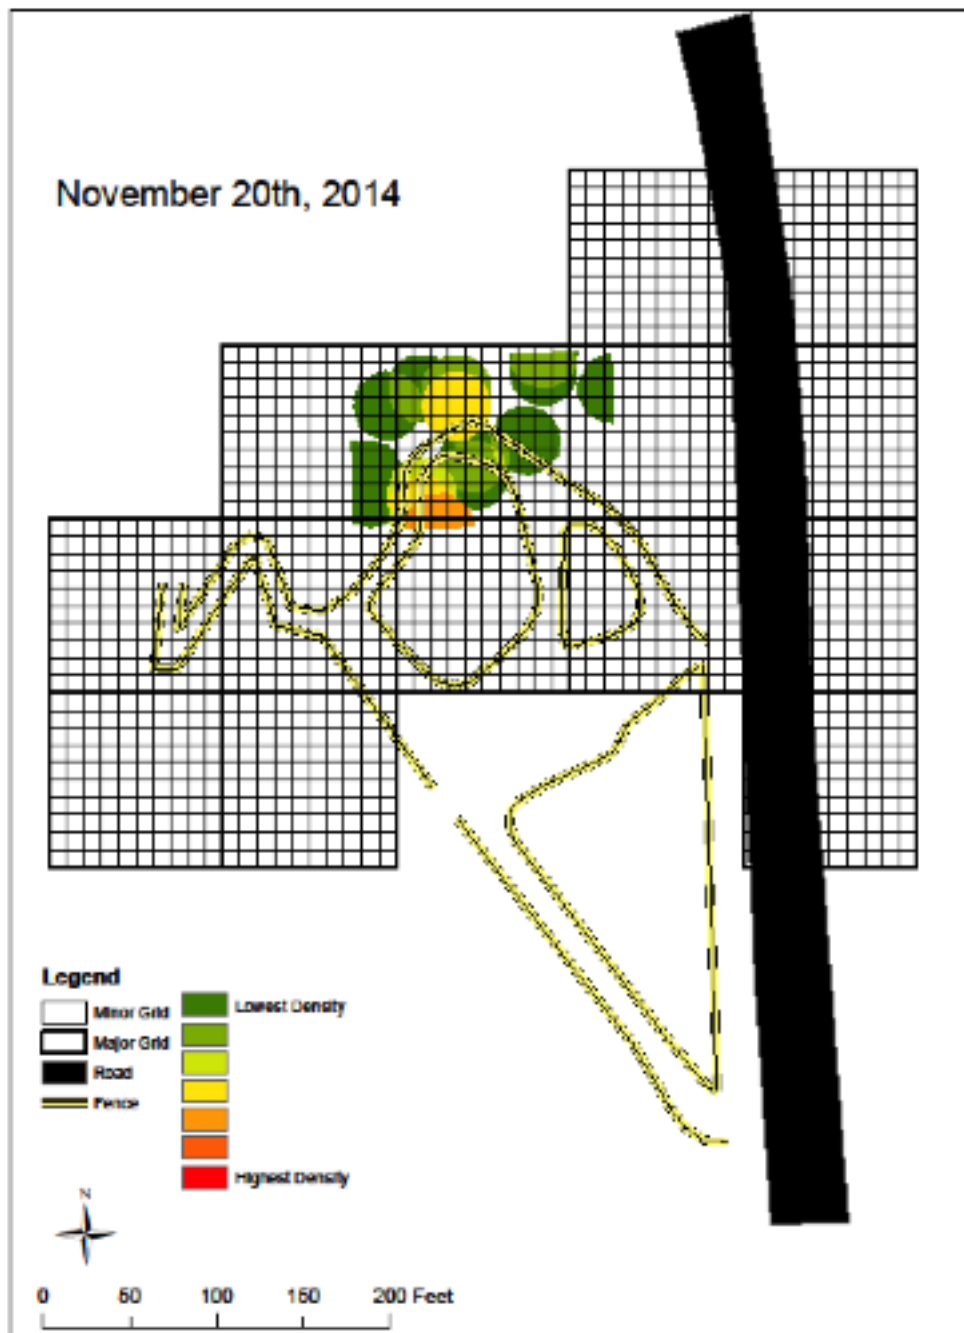 November 20th, 2014
Legend
Minor Grid
Major Grid
Road
Fence
Lowest Density
Highest Density
N
0 50 100 150 200 Feet